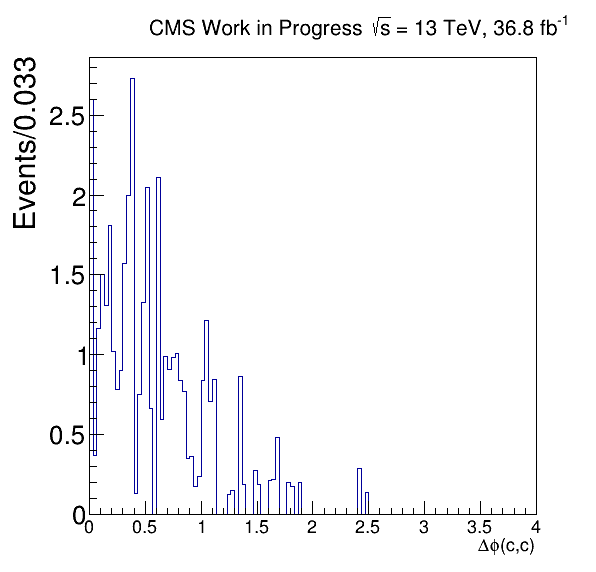 CMS Work in Progress √s = 13 TeV, 36.8 fb⁻¹
Events/0.033
2.5
2
1.5
1
0.5
0
0 0.5 1 1.5 2 2.5 3 3.5 4
Δϕ(c,c)